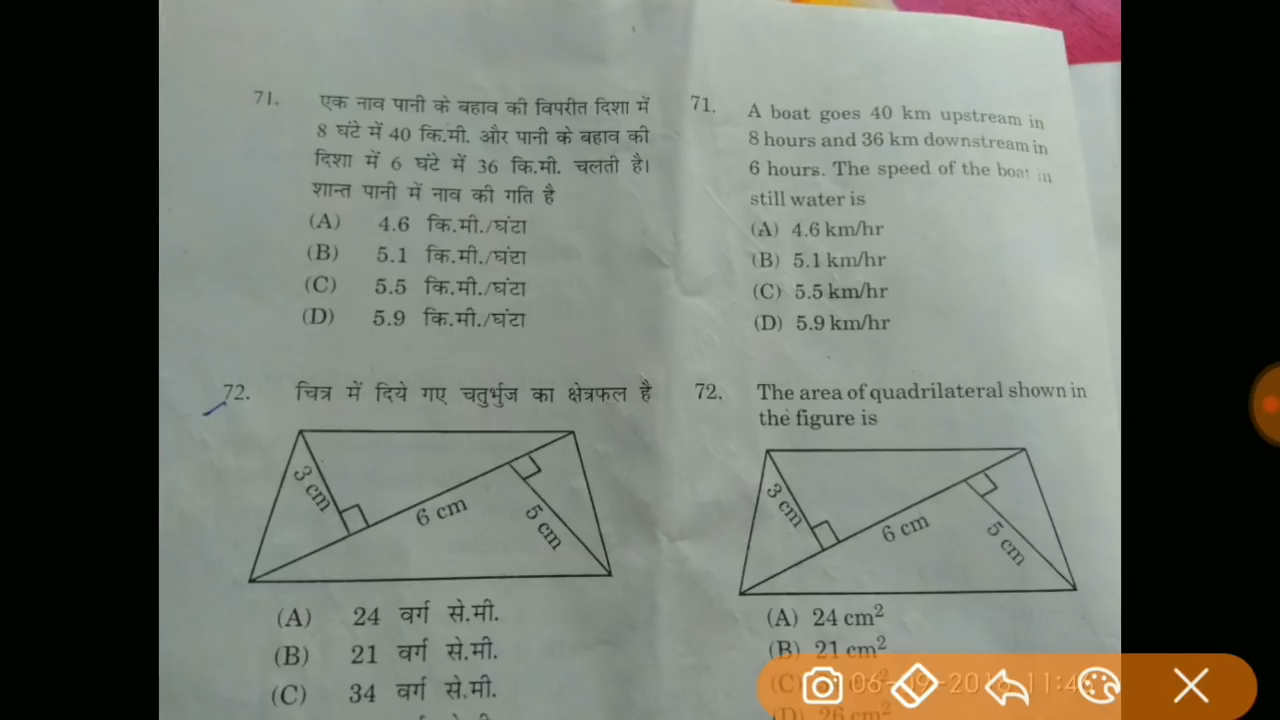 71. एक नाव पानी के बहाव की विपरीत दिशा में
8 घंटे में 40 कि.मी. और पानी के बहाव की
दिशा में 6 घंटे में 36 कि.मी. चलती है।
शान्त पानी में नाव की गति है
(A) 4.6 कि.मी./घंटा
(B) 5.1 कि.मी./घंटा
(C) 5.5 कि.मी./घंटा
(D) 5.9 कि.मी./घंटा
72. चित्र में दिये गए चतुर्भुज का क्षेत्रफल है
3 cm
6 cm
5 cm
(A) 24 वर्ग से.मी.
(B) 21 वर्ग से.मी.
(C) 34 वर्ग से.मी.
71. A boat goes 40 km upstream in
8 hours and 36 km downstream in
6 hours. The speed of the boat in
still water is
(A) 4.6 km/hr
(B) 5.1 km/hr
(C) 5.5 km/hr
(D) 5.9 km/hr
72. The area of quadrilateral shown in
the figure is
3 cm
6 cm
5 cm
(A) 24 cm²
(B) 21 cm²
(C)
(D) 26 cm²